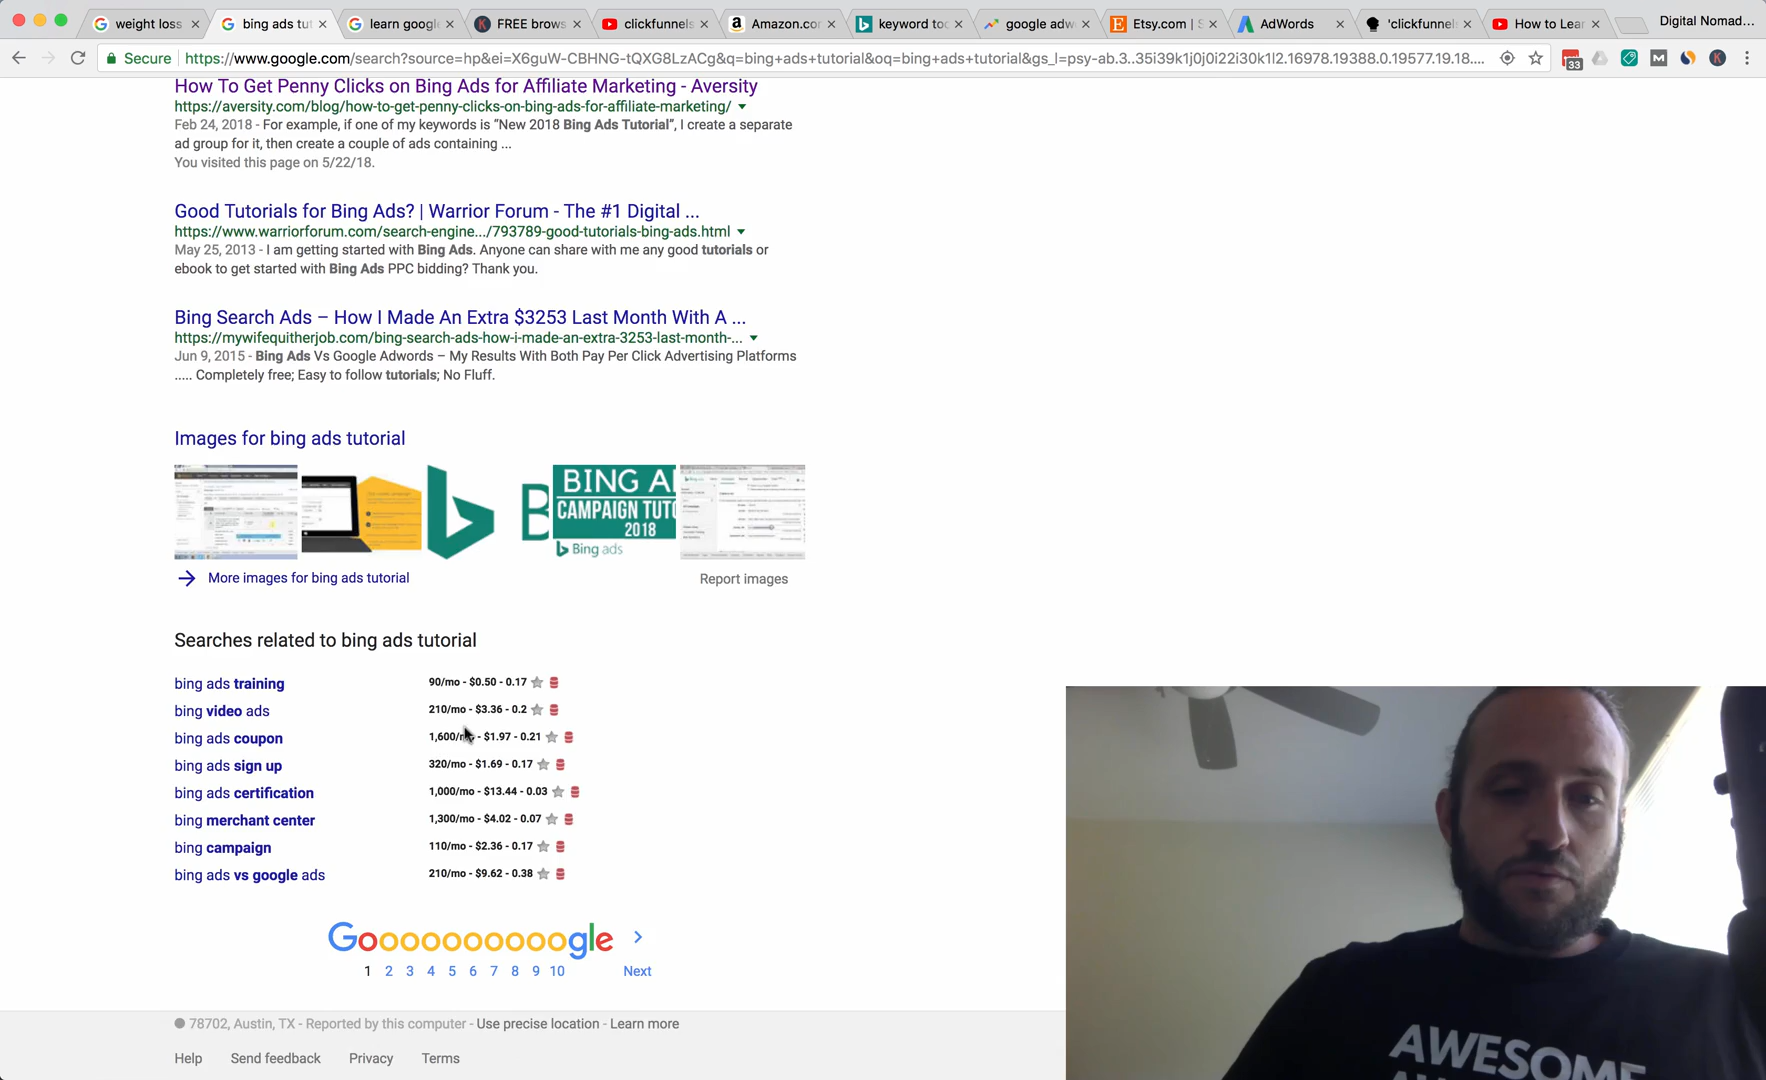 weight loss
bing ads tut
learn google
FREE brows
clickfunnels
Amazon.co
keyword too
google adw
Etsy.com | S
AdWords
'clickfunnel
How to Lear
Digital Nomad...
Secure
https://www.google.com/search?source=hp&ei=X6guW-CBHNG-tQXG8LzACg&q=bing+ads+tutorial&oq=bing+ads+tutorial&gs_l=psy-ab.3..35i39k1j0j0i22i30k1l2.16978.19388.0.19577.19.18....
33
How To Get Penny Clicks on Bing Ads for Affiliate Marketing - Aversity
https://aversity.com/blog/how-to-get-penny-clicks-on-bing-ads-for-affiliate-marketing/
Feb 24, 2018 - For example, if one of my keywords is “New 2018 Bing Ads Tutorial”, I create a separate
ad group for it, then create a couple of ads containing ...
You visited this page on 5/22/18.
Good Tutorials for Bing Ads? | Warrior Forum - The #1 Digital ...
https://www.warriorforum.com/search-engine.../793789-good-tutorials-bing-ads.html
May 25, 2013 - I am getting started with Bing Ads. Anyone can share with me any good tutorials or
ebook to get started with Bing Ads PPC bidding? Thank you.
Bing Search Ads – How I Made An Extra $3253 Last Month With A ...
https://mywifequitherjob.com/bing-search-ads-how-i-made-an-extra-3253-last-month-...
Jun 9, 2015 - Bing Ads Vs Google Adwords – My Results With Both Pay Per Click Advertising Platforms
..... Completely free; Easy to follow tutorials; No Fluff.
Images for bing ads tutorial
BING A
CAMPAIGN TUT
2018
Bing ads
More images for bing ads tutorial
Report images
Searches related to bing ads tutorial
bing ads training 90/mo - $0.50 - 0.17
bing video ads 210/mo - $3.36 - 0.2
bing ads coupon 1,600/mo - $1.97 - 0.21
bing ads sign up 320/mo - $1.69 - 0.17
bing ads certification 1,000/mo - $13.44 - 0.03
bing merchant center 1,300/mo - $4.02 - 0.07
bing campaign 110/mo - $2.36 - 0.17
bing ads vs google ads 210/mo - $9.62 - 0.38
Goooooooooogle
1 2 3 4 5 6 7 8 9 10 Next
78702, Austin, TX - Reported by this computer - Use precise location - Learn more
Help Send feedback Privacy Terms
AWESOME